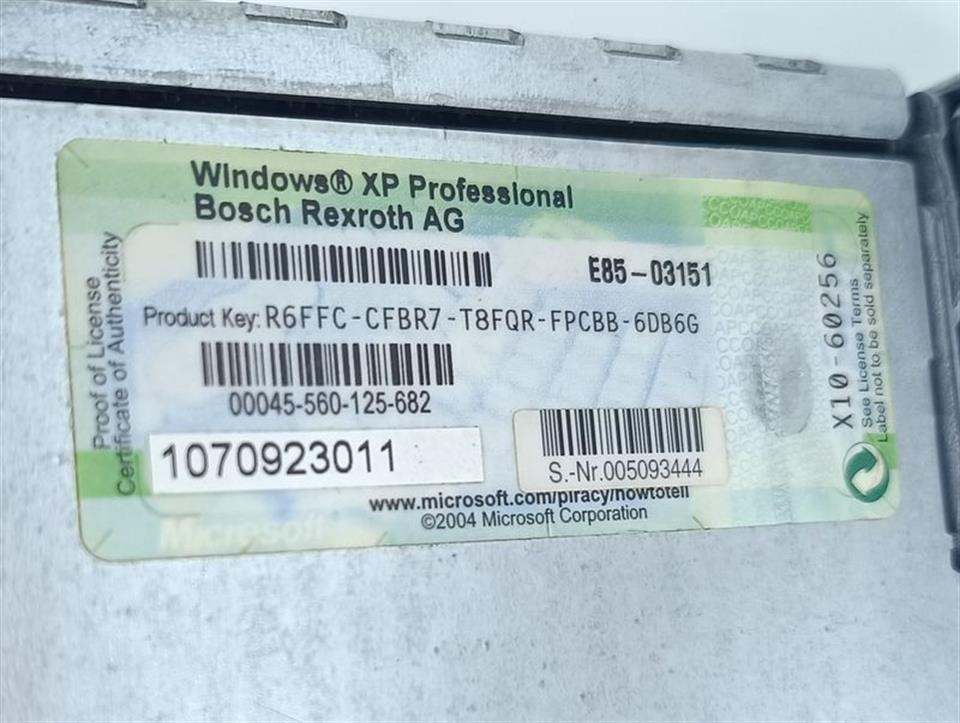 Windows® XP Professional
Bosch Rexroth AG
E85-03151
Product Key: R6FFC-CFBR7-T8FQR-FPCBB-6DB6G
00045-560-125-682
1070923011
S.-Nr.005093444
www.microsoft.com/piracy/howtotell
©2004 Microsoft Corporation
Microsoft
Proof of License
Certificate of Authenticity
X10-60256
See License Terms
Label not to be sold separately